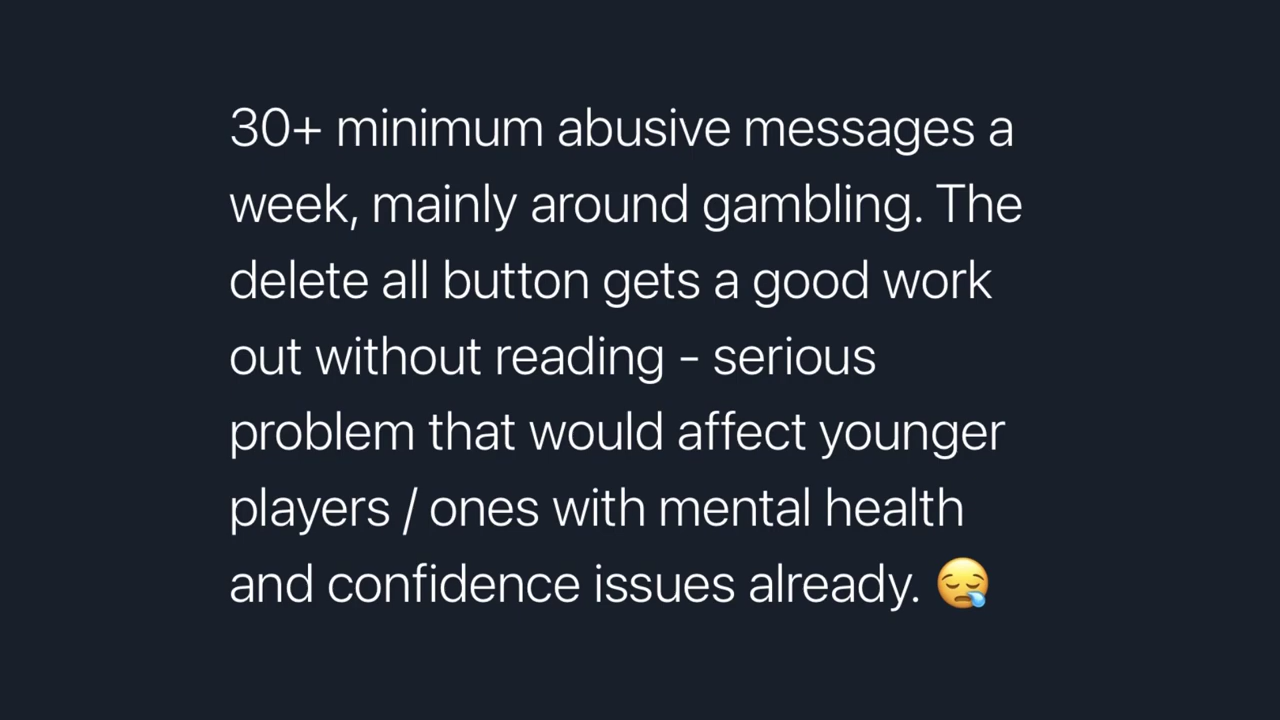 30+ minimum abusive messages a
week, mainly around gambling. The
delete all button gets a good work
out without reading - serious
problem that would affect younger
players / ones with mental health
and confidence issues already. 😪